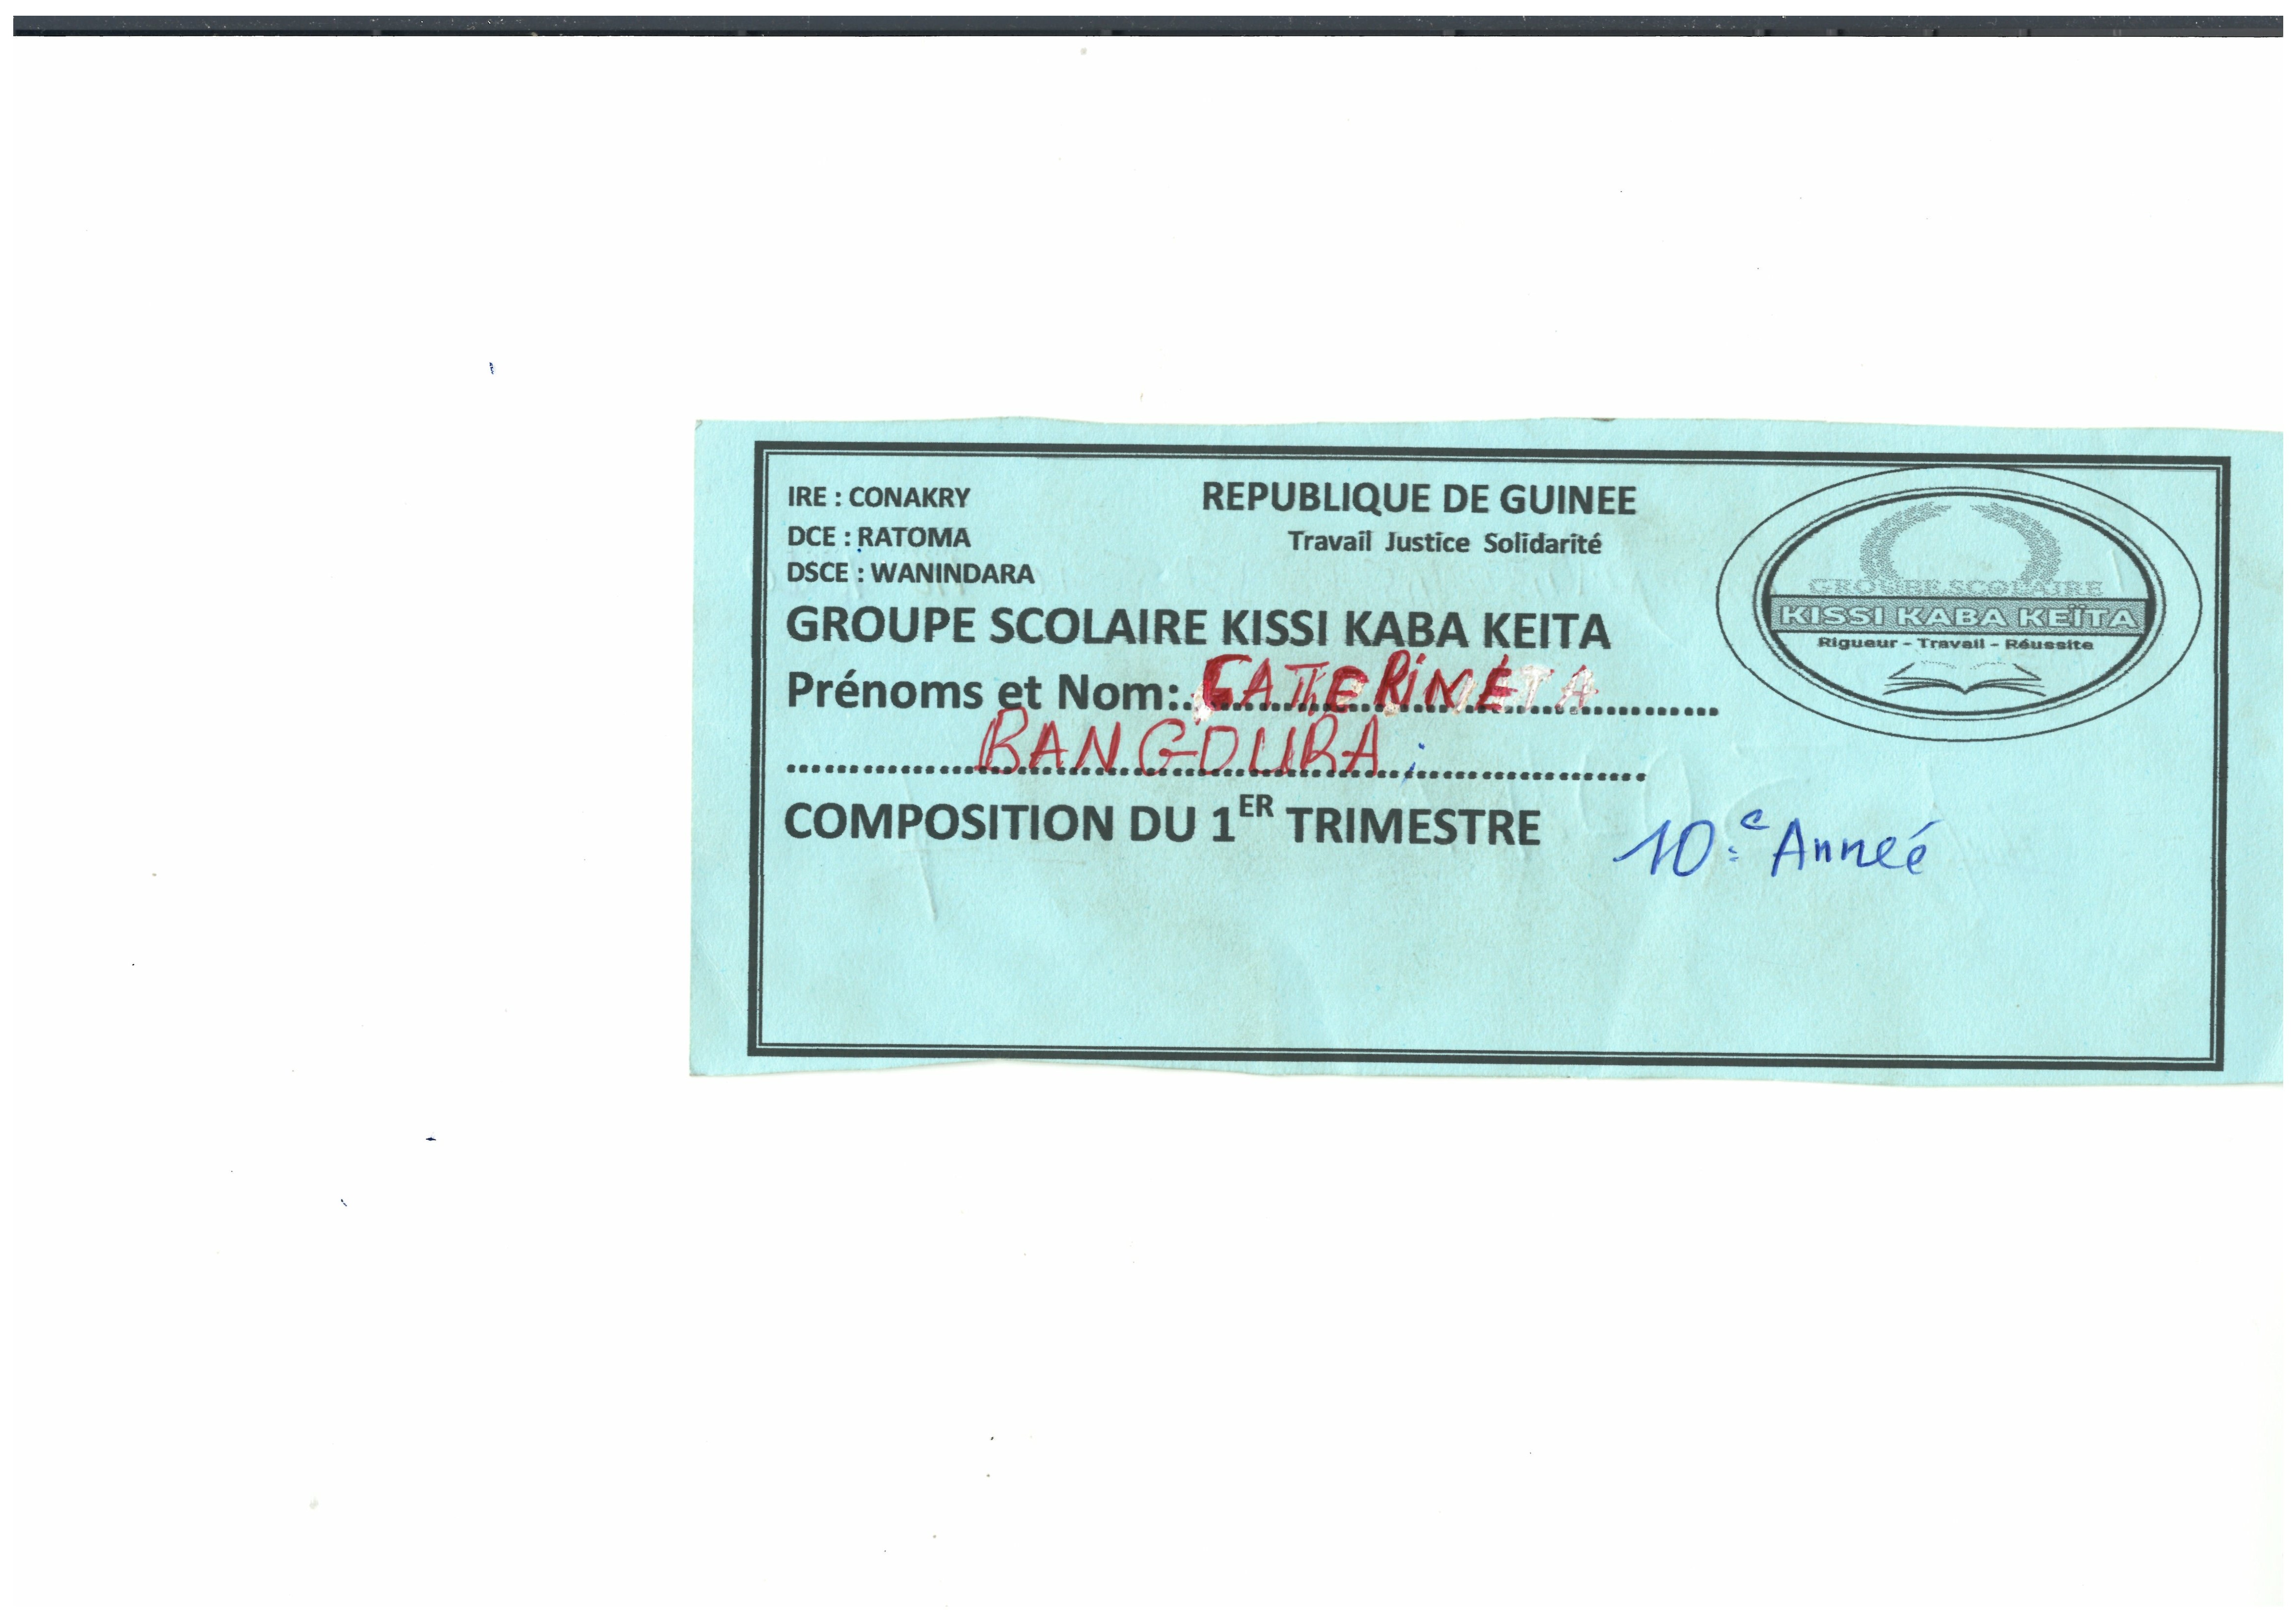 IRE : CONAKRY
REPUBLIQUE DE GUINEE
DCE : RATOMA
Travail Justice Solidarité
DSCE : WANINDARA
GROUPE SCOLAIRE
KISSI KABA KEÏTA
Rigueur - Travail - Réussite
GROUPE SCOLAIRE KISSI KABA KEITA
Prénoms et Nom:
BANGOURA
COMPOSITION DU 1ER TRIMESTRE
10e Anneé